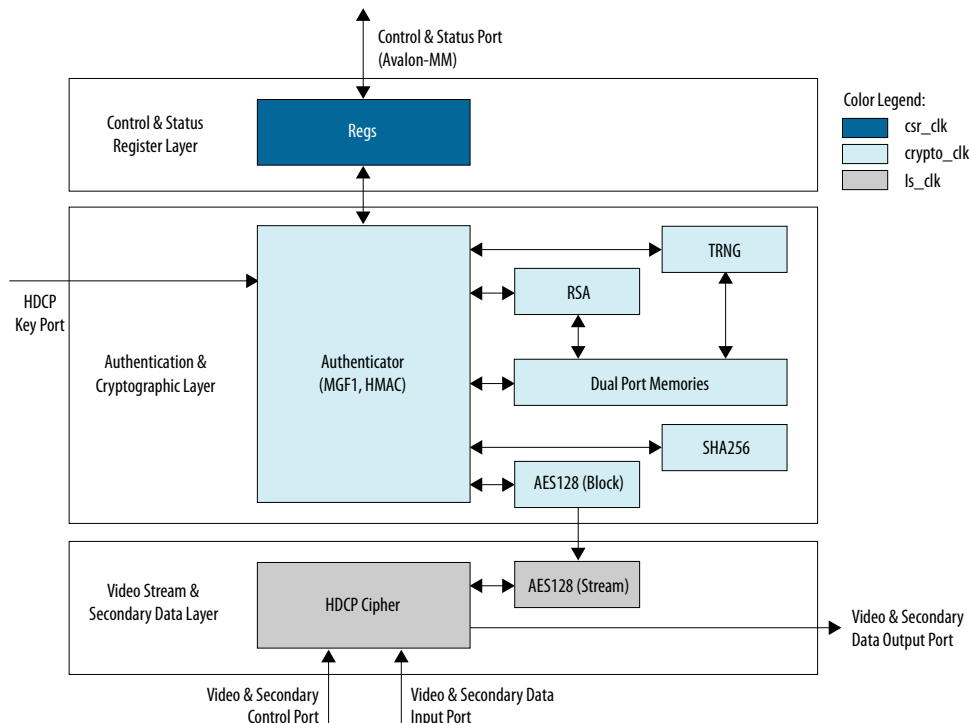 Control & Status Port
(Avalon-MM)
Color Legend:
csr_clk
crypto_clk
ls_clk
Control & Status
Register Layer
Regs
HDCP
Key Port
Authentication &
Cryptographic Layer
Authenticator
(MGF1, HMAC)
TRNG
RSA
Dual Port Memories
SHA256
AES128 (Block)
Video Stream &
Secondary Data Layer
HDCP Cipher
AES128 (Stream)
Video & Secondary
Data Output Port
Video & Secondary
Control Port
Video & Secondary Data
Input Port